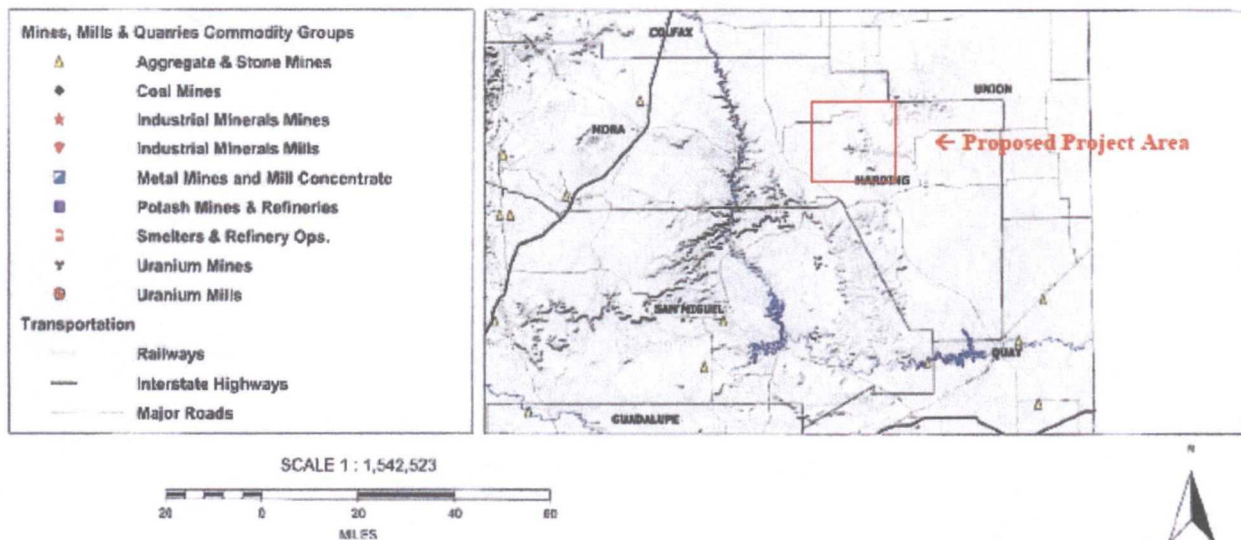 Mines, Mills & Quarries Commodity Groups
Aggregate & Stone Mines
Coal Mines
Industrial Minerals Mines
Industrial Minerals Mills
Metal Mines and Mill Concentrate
Potash Mines & Refineries
Smelters & Refinery Ops.
Uranium Mines
Uranium Mills
Transportation
Railways
Interstate Highways
Major Roads
COLFAX
UNION
MORA
← Proposed Project Area
HARDING
SAN MIGUEL
QUAY
GUADALUPE
SCALE 1 : 1,542,523
20 0 20 40 60
MILES
N